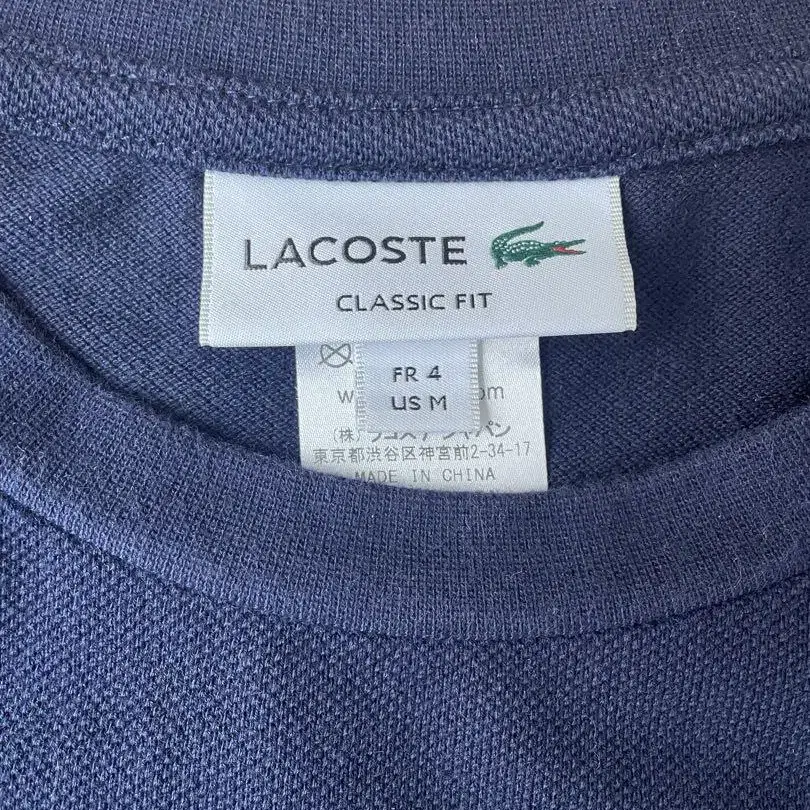 LACOSTE
CLASSIC FIT
FR 4
US M
(株)
東京都渋谷区神宮前2-34-17
MADE IN CHINA